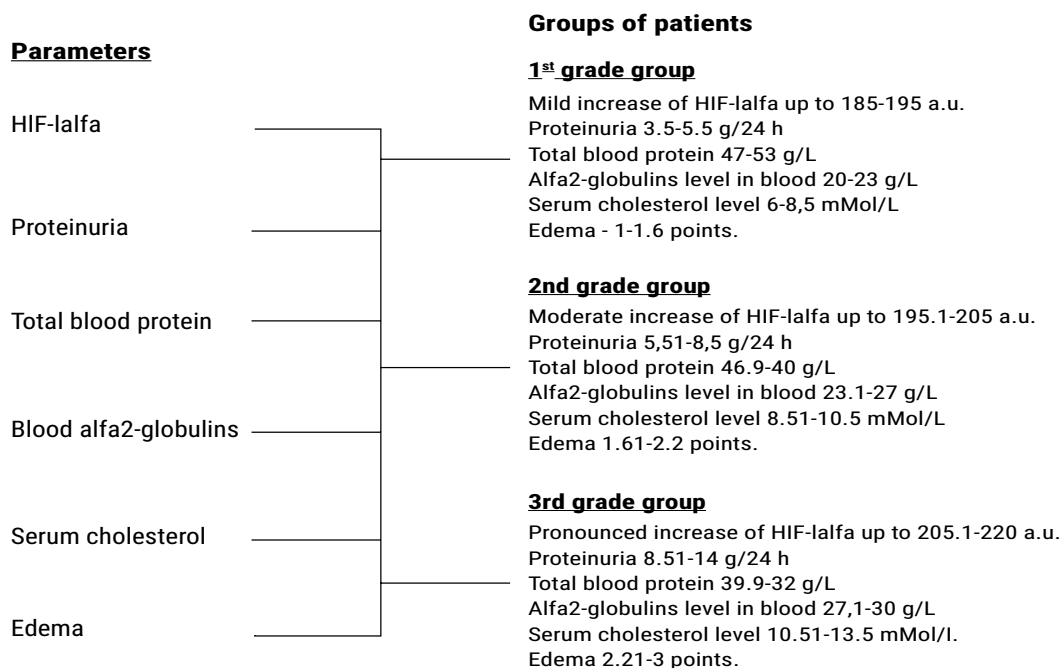 Parameters
HIF-lalfa
Proteinuria
Total blood protein
Blood alfa2-globulins
Serum cholesterol
Edema
Groups of patients
1st grade group
Mild increase of HIF-lalfa up to 185-195 a.u.
Proteinuria 3.5-5.5 g/24 h
Total blood protein 47-53 g/L
Alfa2-globulins level in blood 20-23 g/L
Serum cholesterol level 6-8,5 mMol/L
Edema - 1-1.6 points.
2nd grade group
Moderate increase of HIF-lalfa up to 195.1-205 a.u.
Proteinuria 5,51-8,5 g/24 h
Total blood protein 46.9-40 g/L
Alfa2-globulins level in blood 23.1-27 g/L
Serum cholesterol level 8.51-10.5 mMol/L
Edema 1.61-2.2 points.
3rd grade group
Pronounced increase of HIF-lalfa up to 205.1-220 a.u.
Proteinuria 8.51-14 g/24 h
Total blood protein 39.9-32 g/L
Alfa2-globulins level in blood 27,1-30 g/L
Serum cholesterol level 10.51-13.5 mMol/l.
Edema 2.21-3 points.